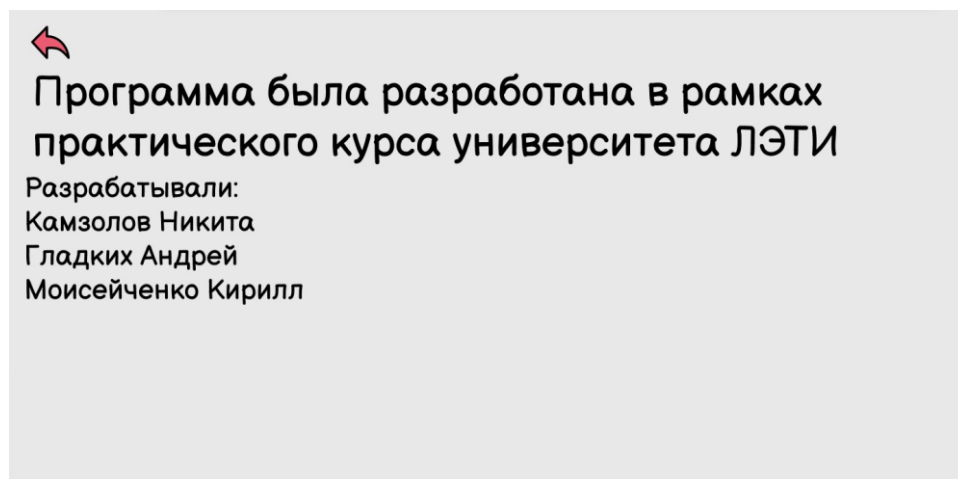 Программа была разработана в рамках
практического курса университета ЛЭТИ
Разрабатывали:
Камзолов Никита
Гладких Андрей
Моисейченко Кирилл